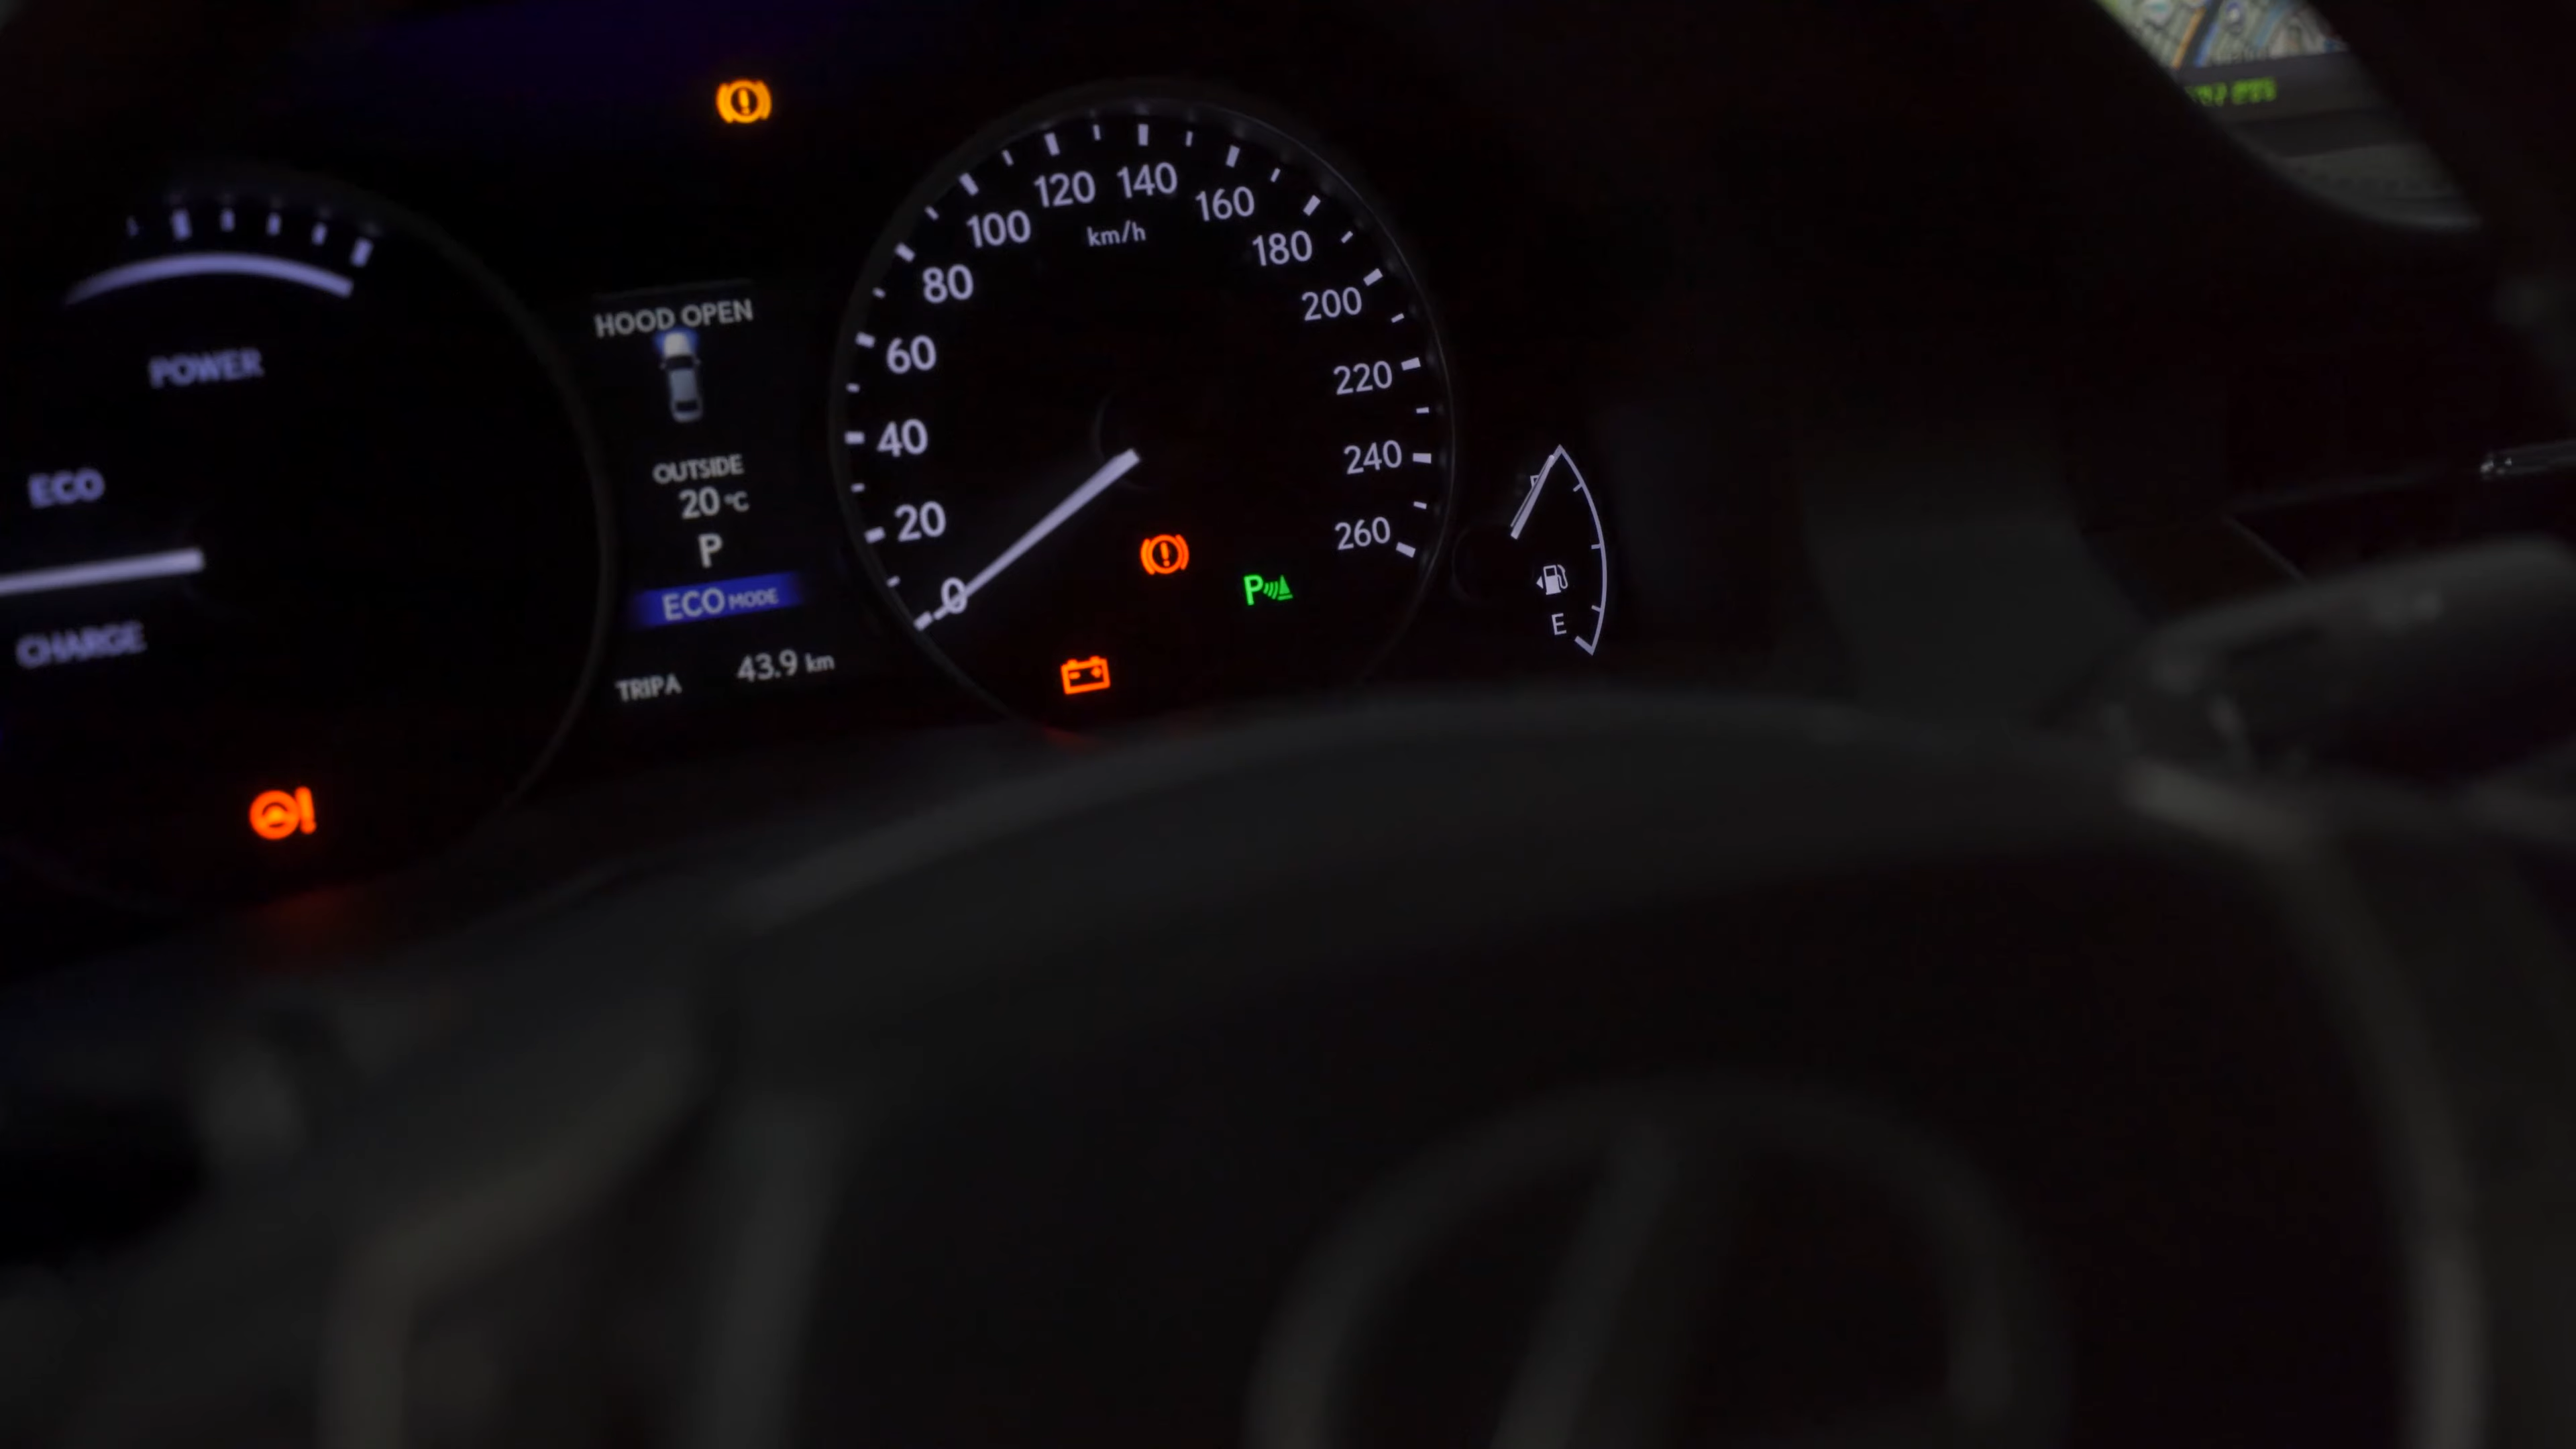 POWER
ECO
CHARGE
HOOD OPEN
OUTSIDE
20 °C
P
ECO MODE
TRIP A 43.9 km
0
20
40
60
80
100
120
140
160
180
200
220
240
260
km/h
P
E